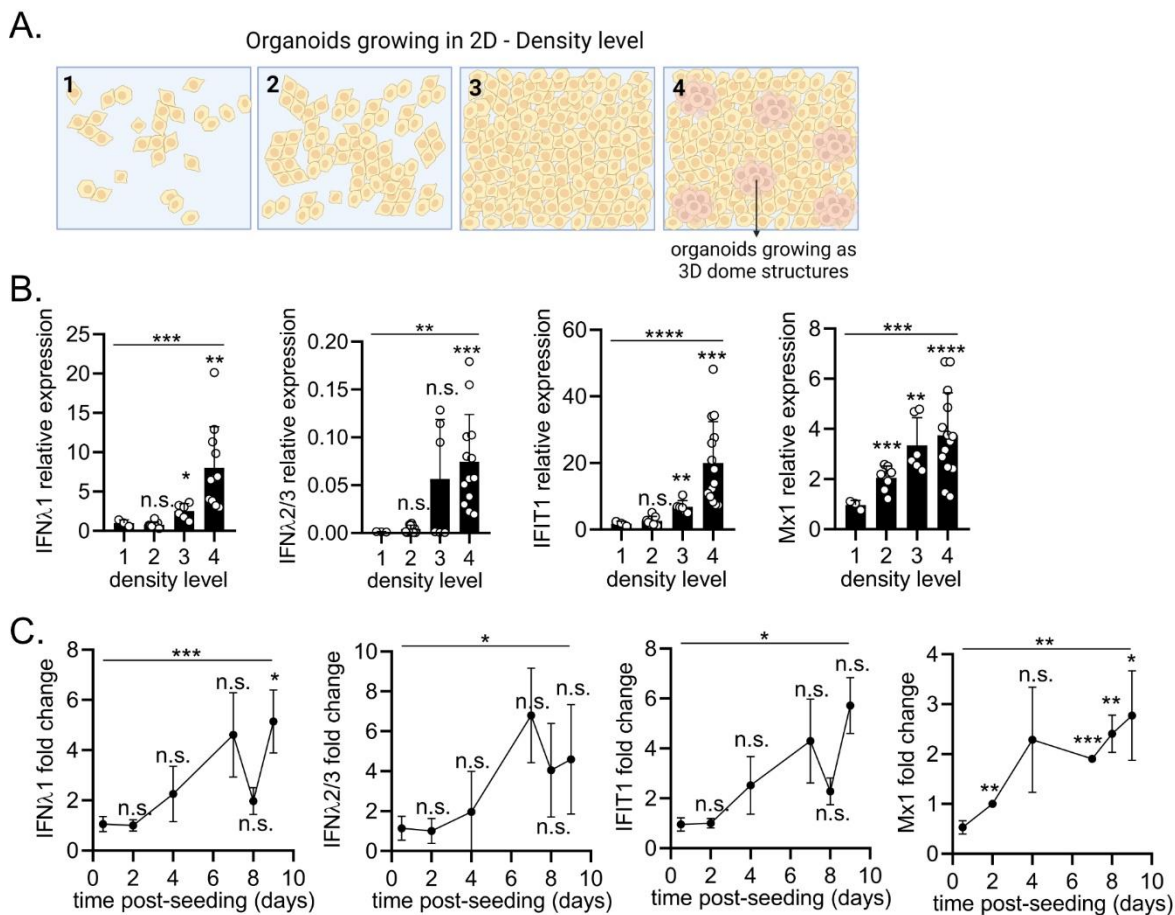 A.
Organoids growing in 2D - Density level
1
2
3
4
organoids growing as
3D dome structures
B.
IFNλ1 relative expression
25
20
15
10
5
0
***
n.s.
*
**
1 2 3 4
density level
IFNλ2/3 relative expression
0.20
0.15
0.10
0.05
0.00
**
n.s.
n.s.
***
1 2 3 4
density level
IFIT1 relative expression
60
40
20
0
****
n.s.
**
***
1 2 3 4
density level
Mx1 relative expression
8
6
4
2
0
***
***
**
****
1 2 3 4
density level
C.
IFNλ1 fold change
8
6
4
2
0
***
n.s.
n.s.
n.s.
n.s.
*
0 2 4 6 8 10
time post-seeding (days)
IFNλ2/3 fold change
10
8
6
4
2
0
*
n.s.
n.s.
n.s.
n.s.
n.s.
0 2 4 6 8 10
time post-seeding (days)
IFIT1 fold change
8
6
4
2
0
*
n.s.
n.s.
n.s.
n.s.
n.s.
0 2 4 6 8 10
time post-seeding (days)
Mx1 fold change
4
3
2
1
0
**
**
n.s.
***
**
*
0 2 4 6 8 10
time post-seeding (days)